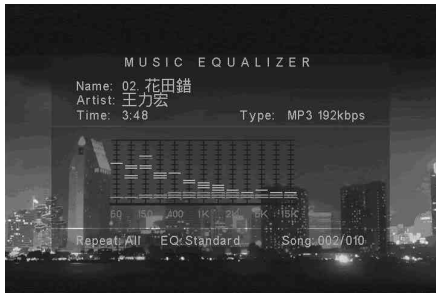 MUSIC EQUALIZER
Name: 02. 花田錯
Artist: 王力宏
Time: 3:48 Type: MP3 192kbps
60 150 400 1K 2K 5K 15K
Repeat: All EQ:Standard Song:002/010